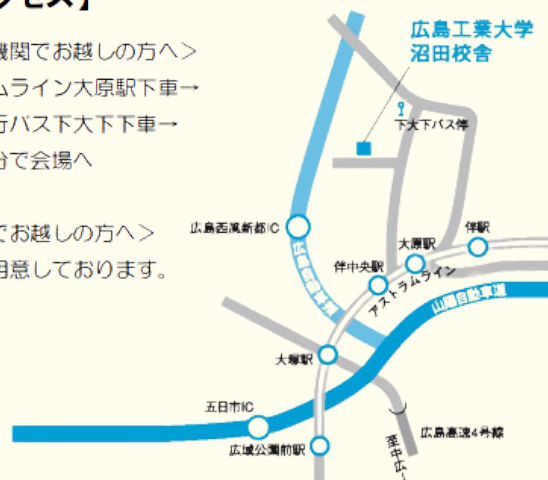 セス】
機関でお越しの方へ＞
ムライン大原駅下車→
行バス下大下下車→
分で会場へ
でお越しの方へ＞
用意しております。
広島工業大学
沼田校舎
下大下バス停
広島西風新都IC
伴駅
大原駅
伴中央駅
アストラムライン
山陽自動車道
大塚駅
五日市IC
広域公園前駅
広島高速4号線
至中広